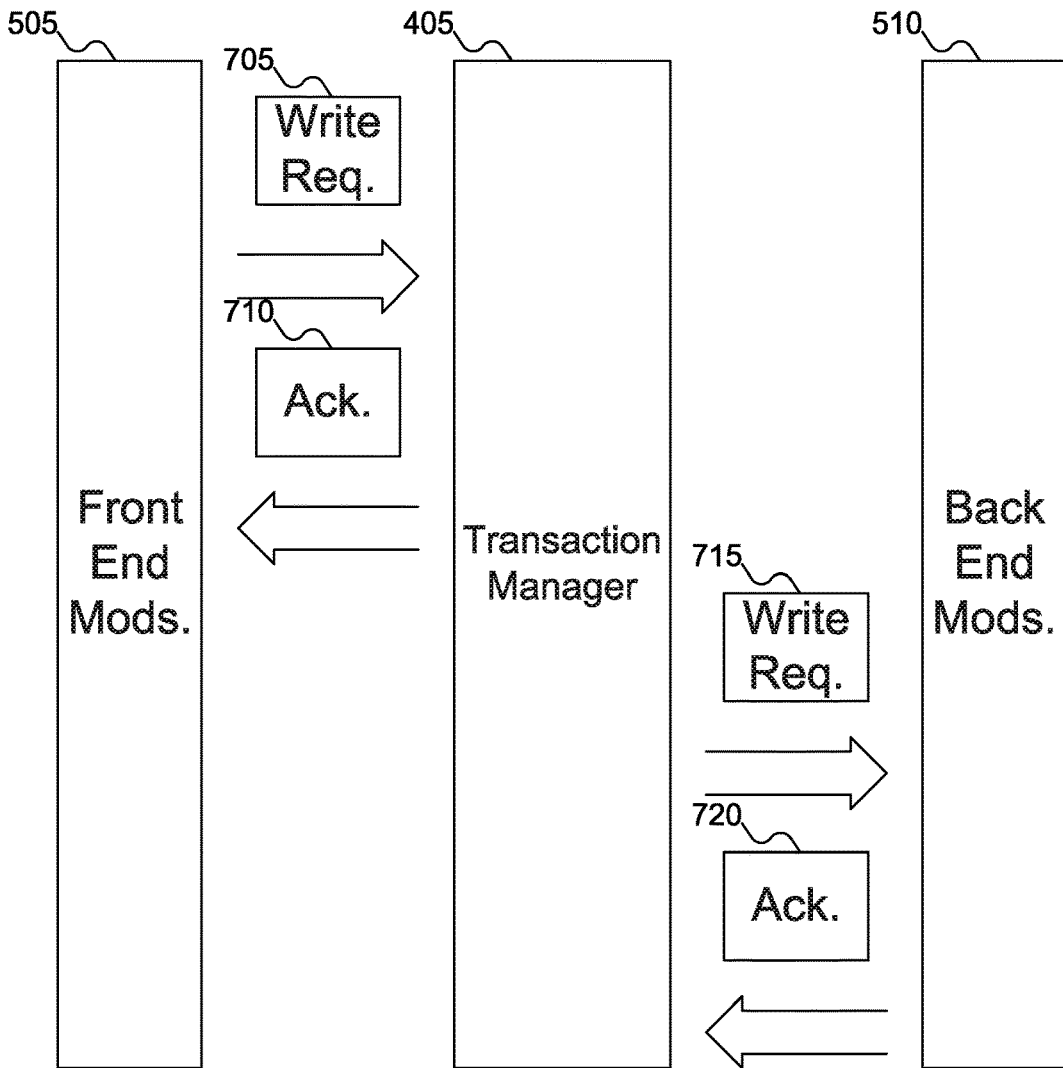 505
405
510
705
Write
Req.
710
Ack.
Front
End
Mods.
Transaction
Manager
Back
End
Mods.
715
Write
Req.
720
Ack.